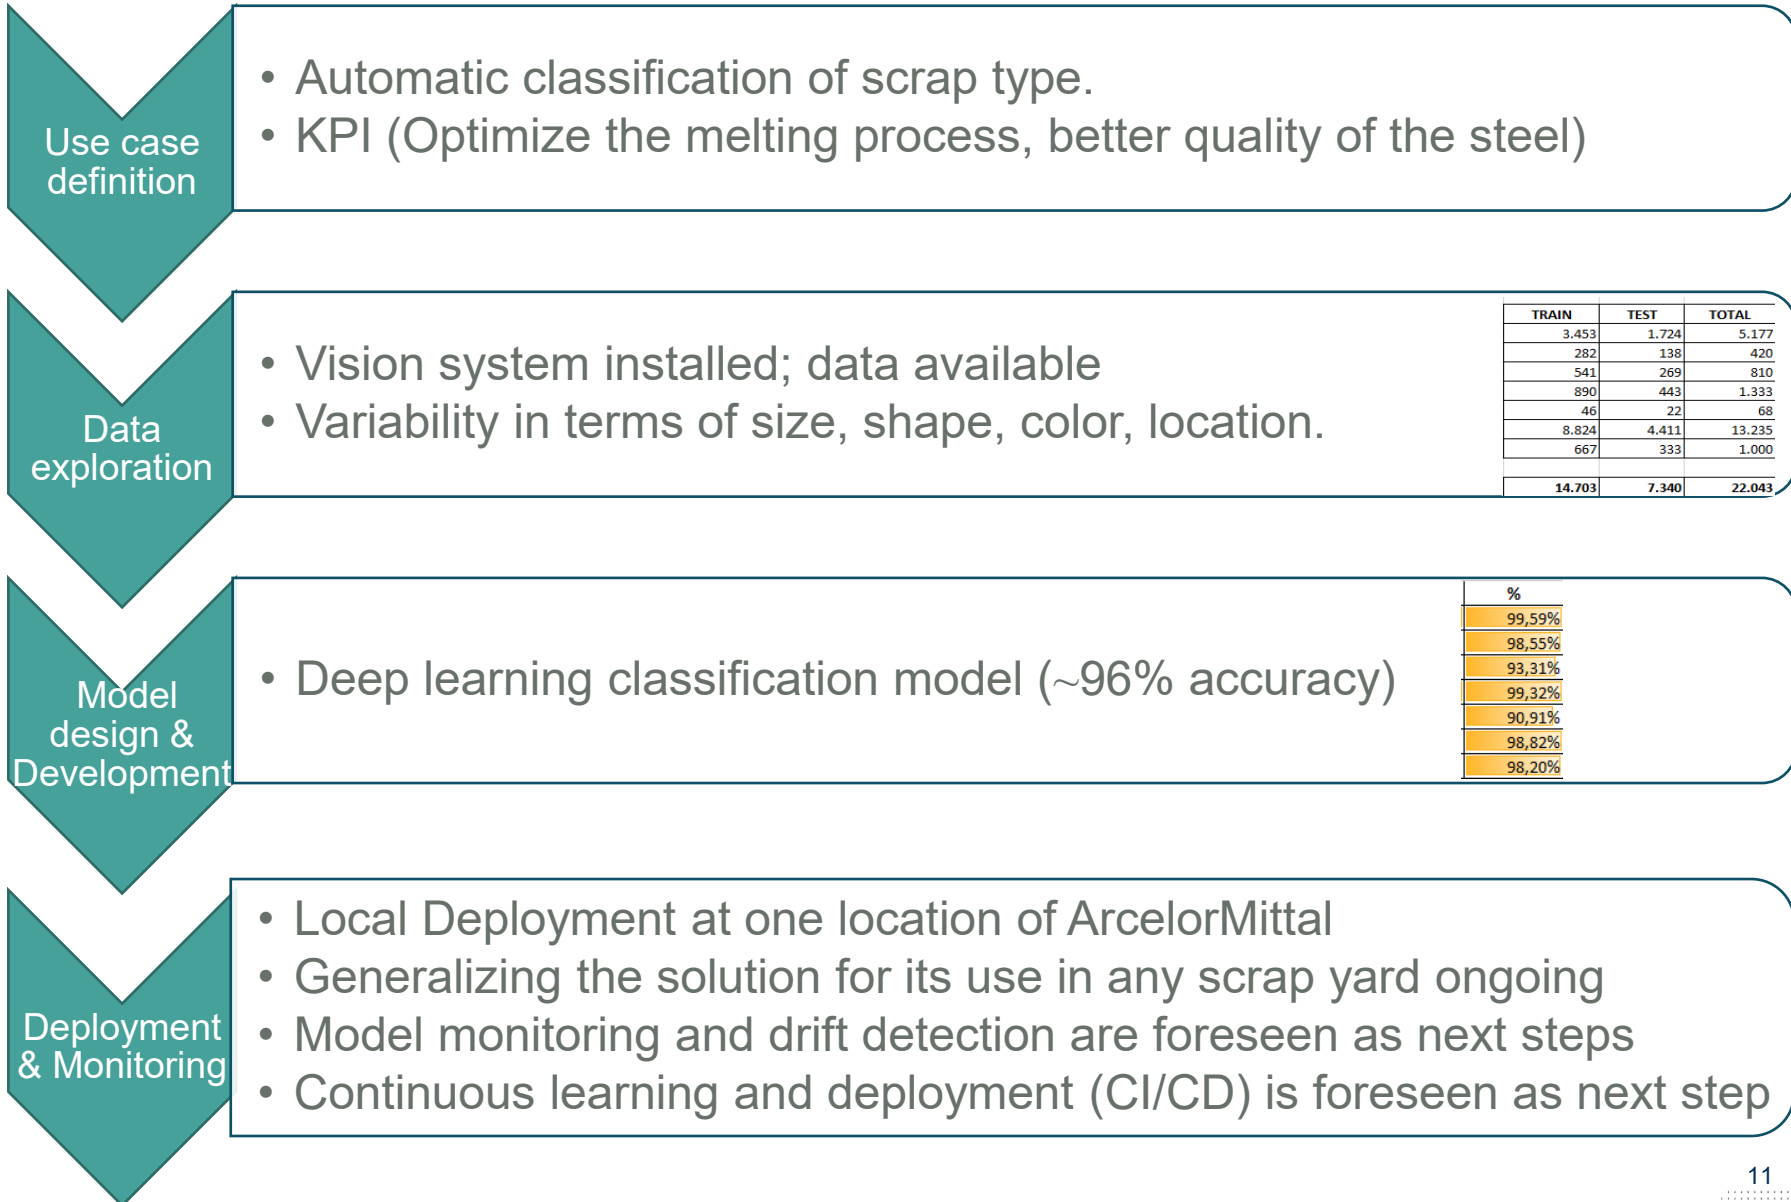 Use case
definition
• Automatic classification of scrap type.
• KPI (Optimize the melting process, better quality of the steel)
Data
exploration
• Vision system installed; data available
• Variability in terms of size, shape, color, location.
TRAIN TEST TOTAL
3.453 1.724 5.177
282 138 420
541 269 810
890 443 1.333
46 22 68
8.824 4.411 13.235
667 333 1.000
14.703 7.340 22.043
Model
design &
Development
• Deep learning classification model (~96% accuracy)
%
99,59%
98,55%
93,31%
99,32%
90,91%
98,82%
98,20%
Deployment
& Monitoring
• Local Deployment at one location of ArcelorMittal
• Generalizing the solution for its use in any scrap yard ongoing
• Model monitoring and drift detection are foreseen as next steps
• Continuous learning and deployment (CI/CD) is foreseen as next step
11